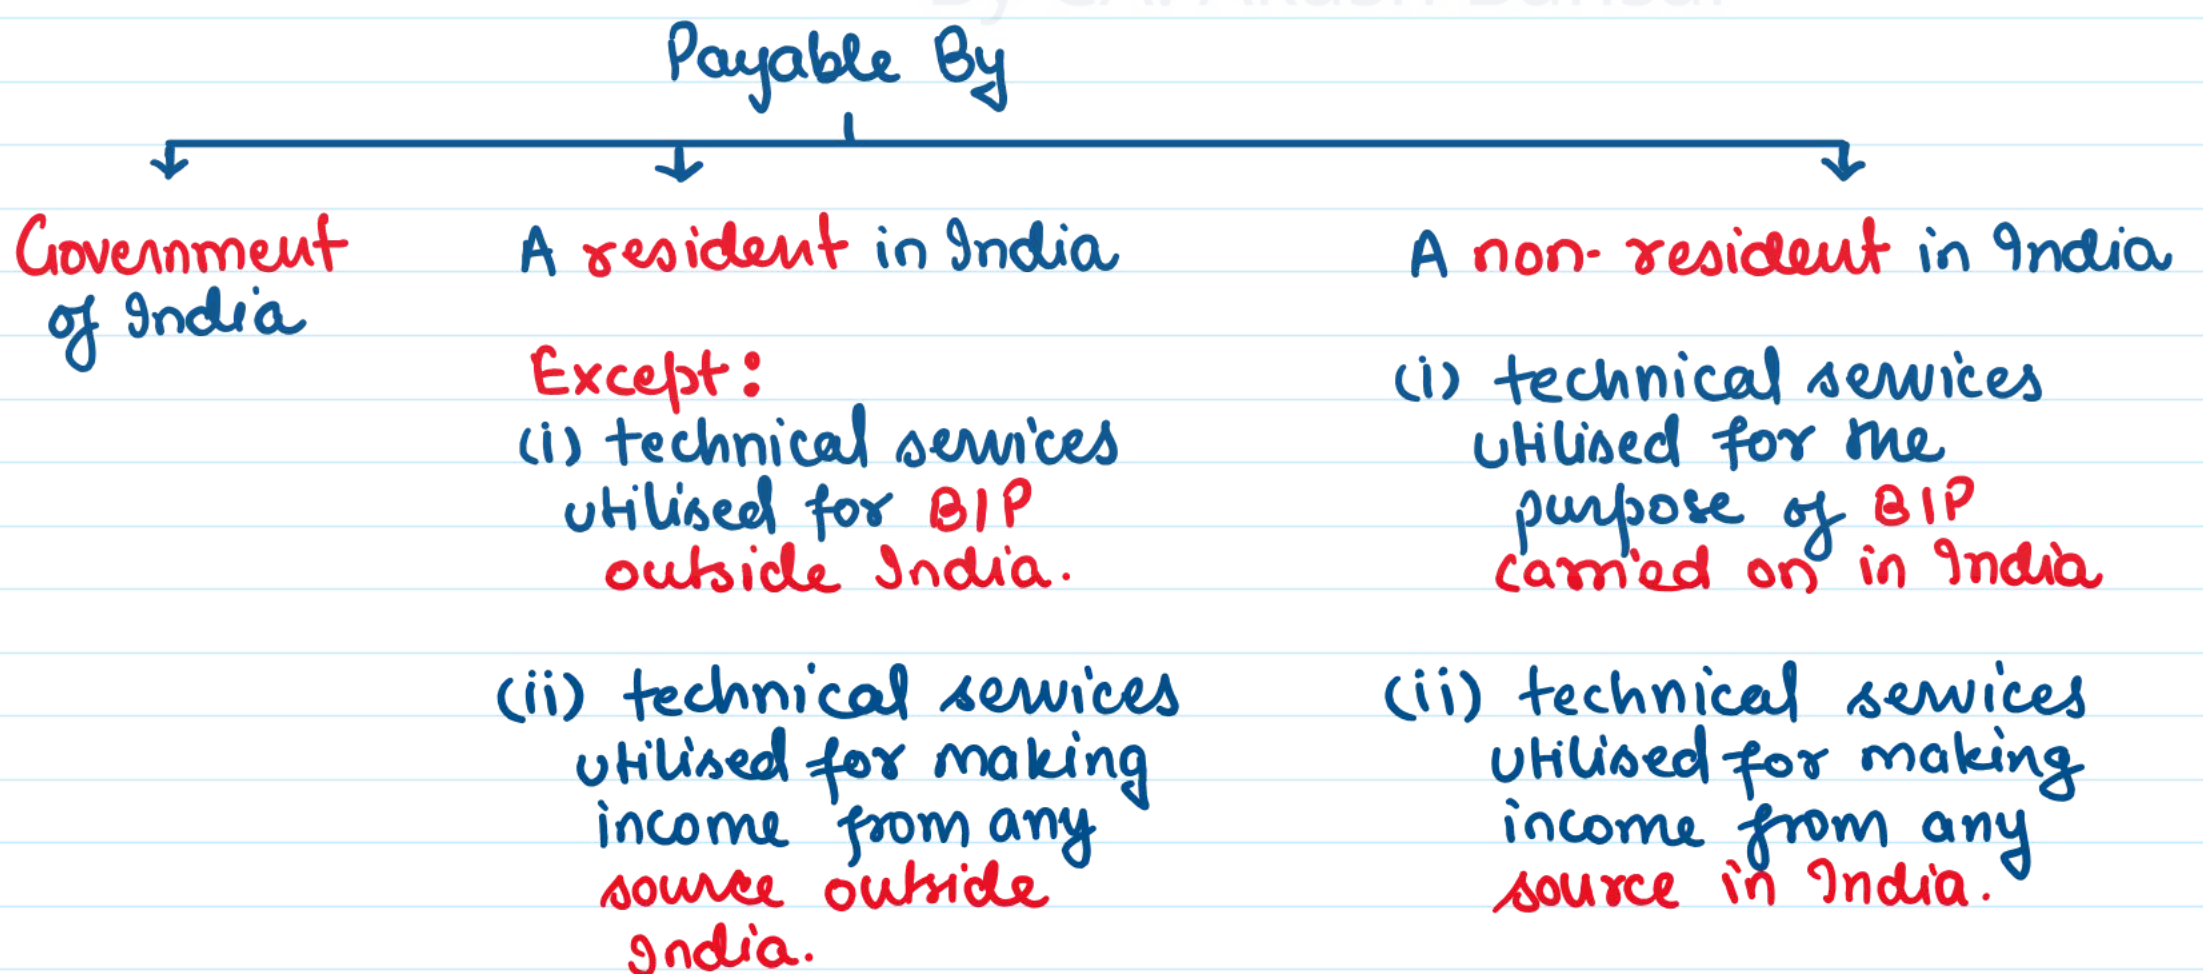 Payable By
Government
of India
A resident in India
Except:
(i) technical services
utilised for BIP
outside India.
(ii) technical services
utilised for making
income from any
source outside
India.
A non-resident in India
(i) technical services
utilised for the
purpose of BIP
carried on in India
(ii) technical services
utilised for making
income from any
source in India.